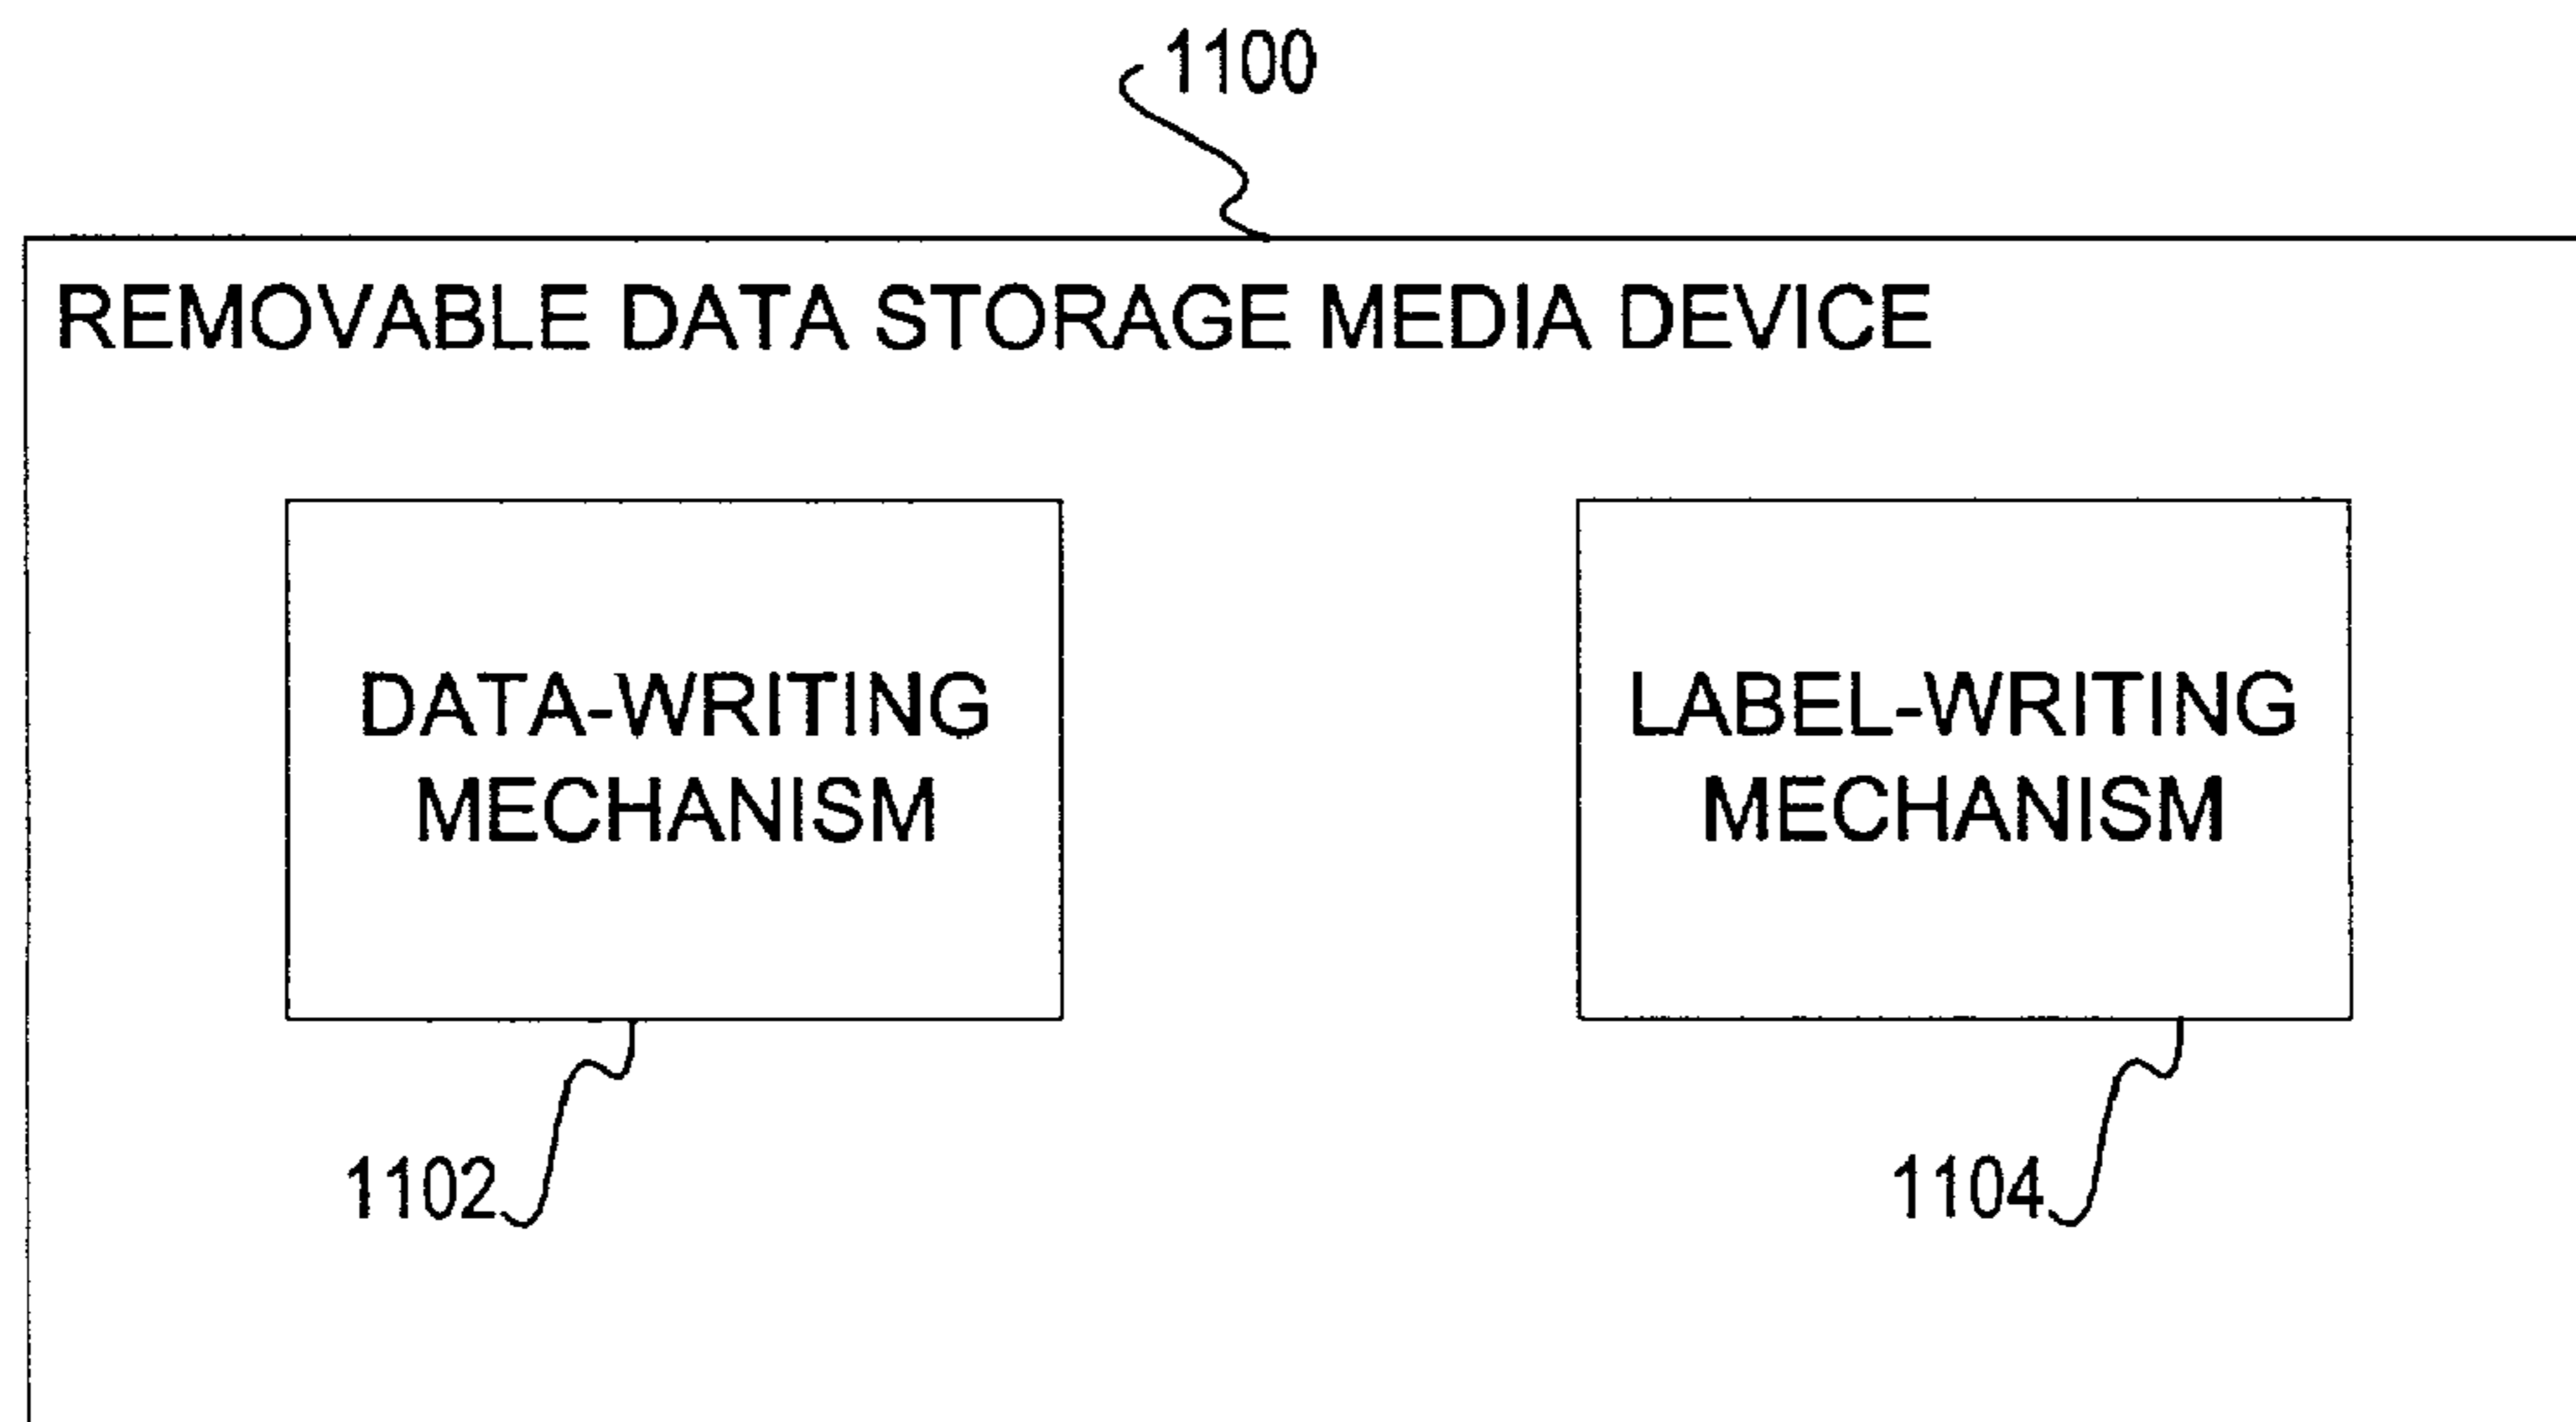 1100
REMOVABLE DATA STORAGE MEDIA DEVICE
DATA-WRITING
MECHANISM
LABEL-WRITING
MECHANISM
1102
1104